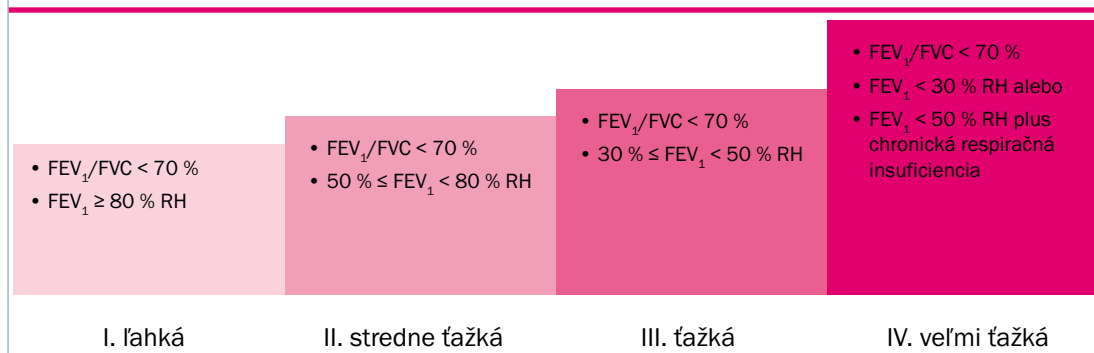 • FEV₁/FVC < 70 %
• FEV₁ ≥ 80 % RH
• FEV₁/FVC < 70 %
• 50 % ≤ FEV₁ < 80 % RH
• FEV₁/FVC < 70 %
• 30 % ≤ FEV₁ < 50 % RH
• FEV₁/FVC < 70 %
• FEV₁ < 30 % RH alebo
• FEV₁ < 50 % RH plus
chronická respiračná
insuficiencia
I. ľahká
II. stredne ťažká
III. ťažká
IV. veľmi ťažká